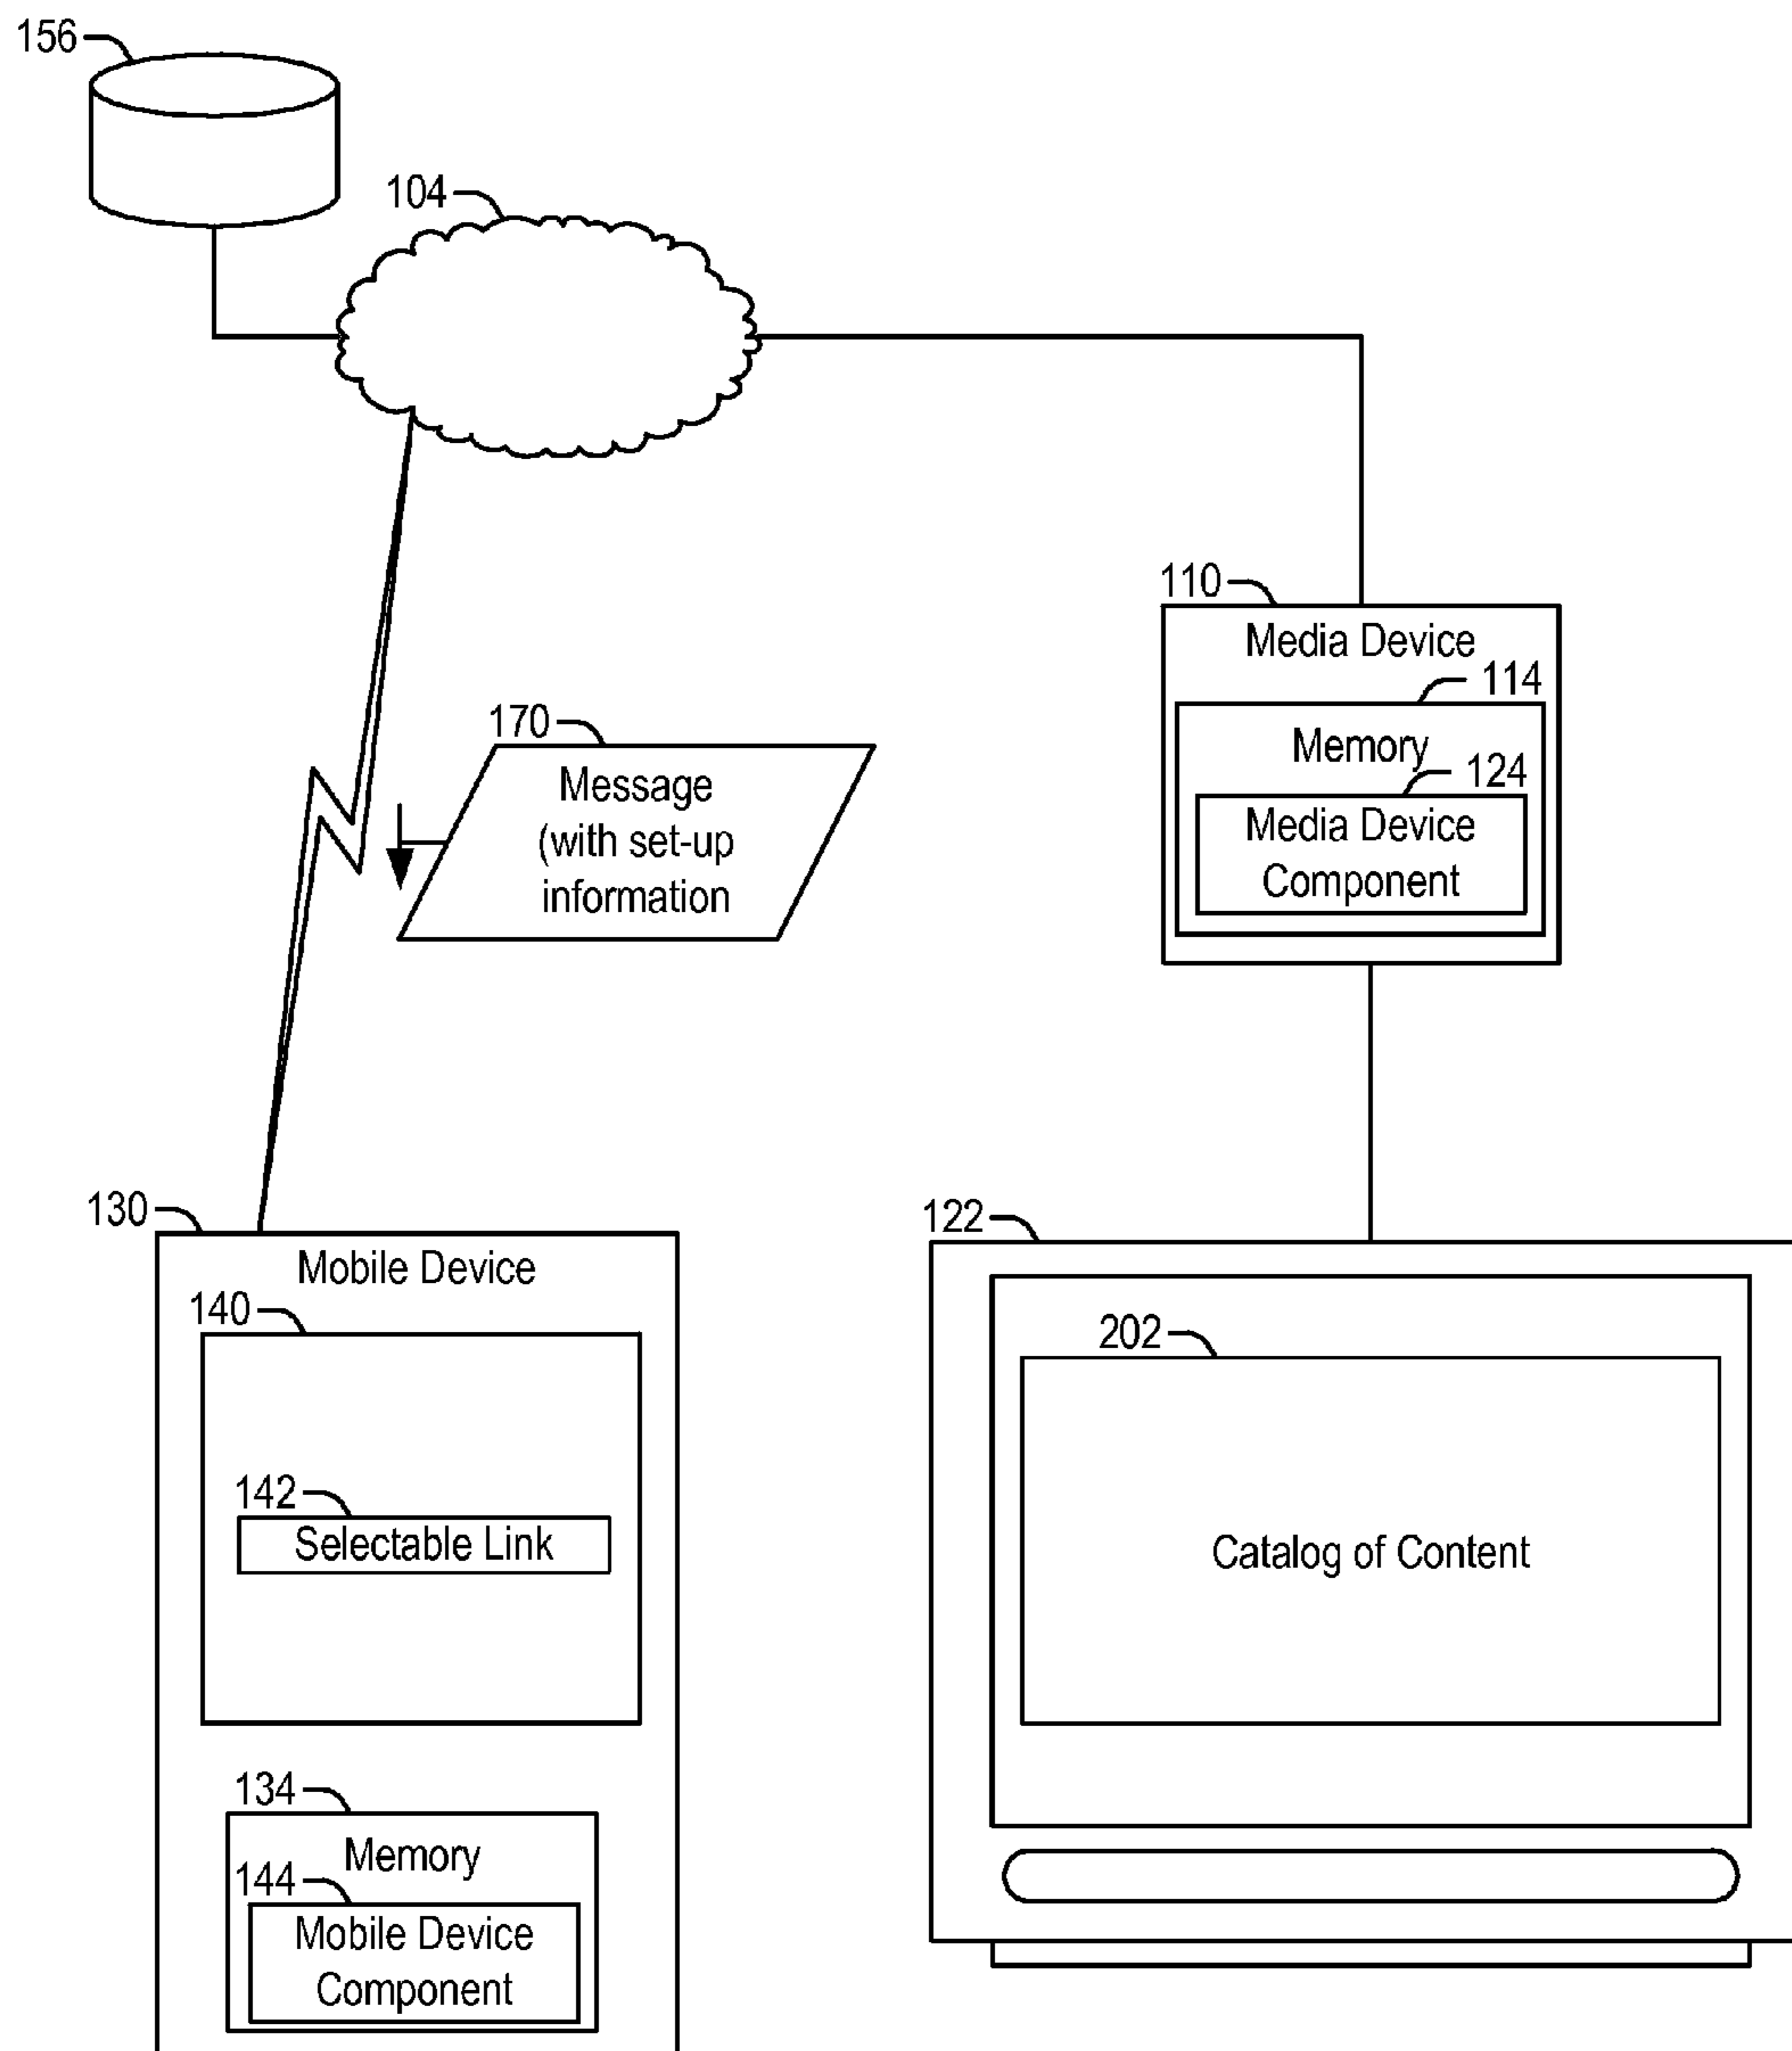 156
104
110
Media Device
114
Memory
124
Media Device
Component
170
Message
(with set-up
information
130
Mobile Device
140
142
Selectable Link
134
Memory
144
Mobile Device
Component
122
202
Catalog of Content